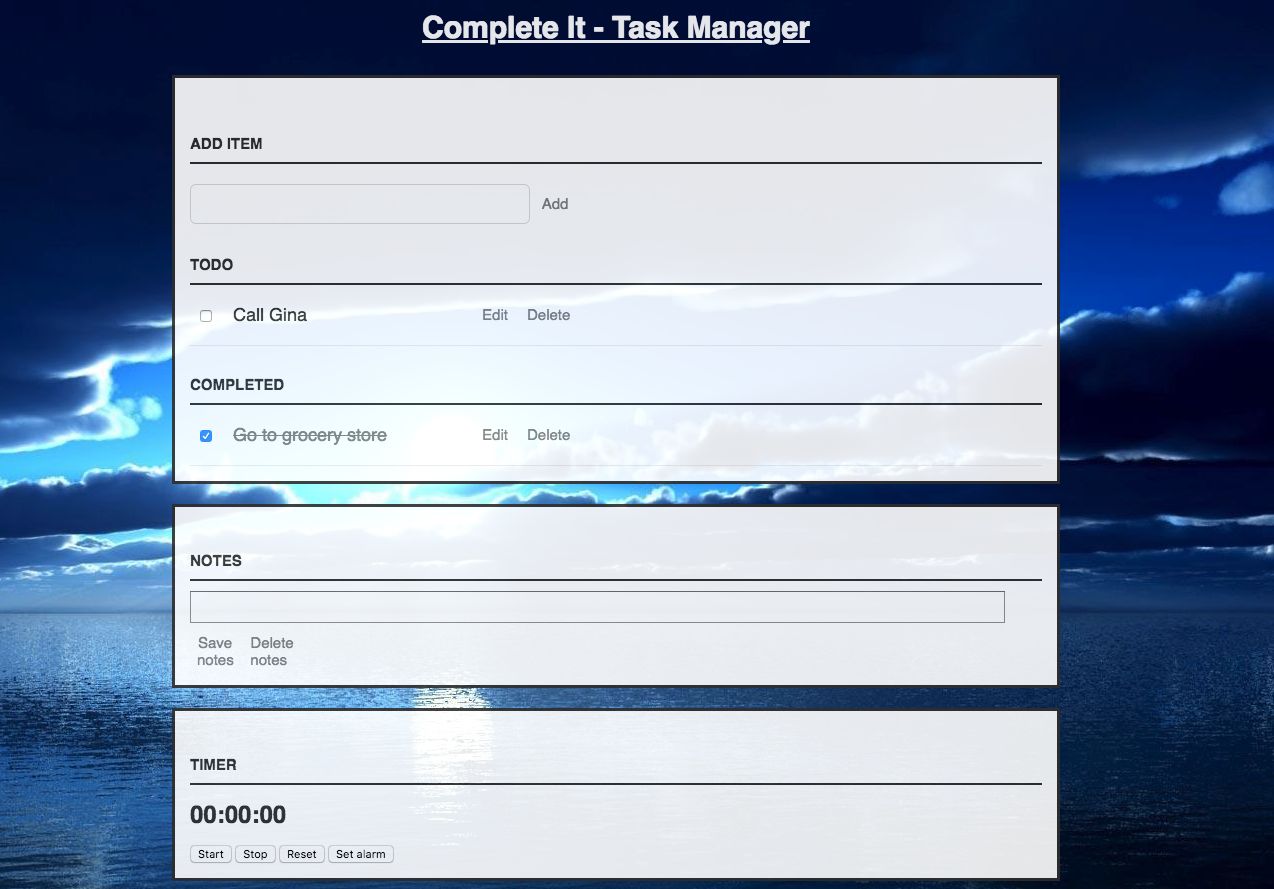 Complete It - Task Manager
ADD ITEM
Add
TODO
Call Gina Edit Delete
COMPLETED
Go to grocery store Edit Delete
NOTES
Save Delete
notes notes
TIMER
00:00:00
Start Stop Reset Set alarm